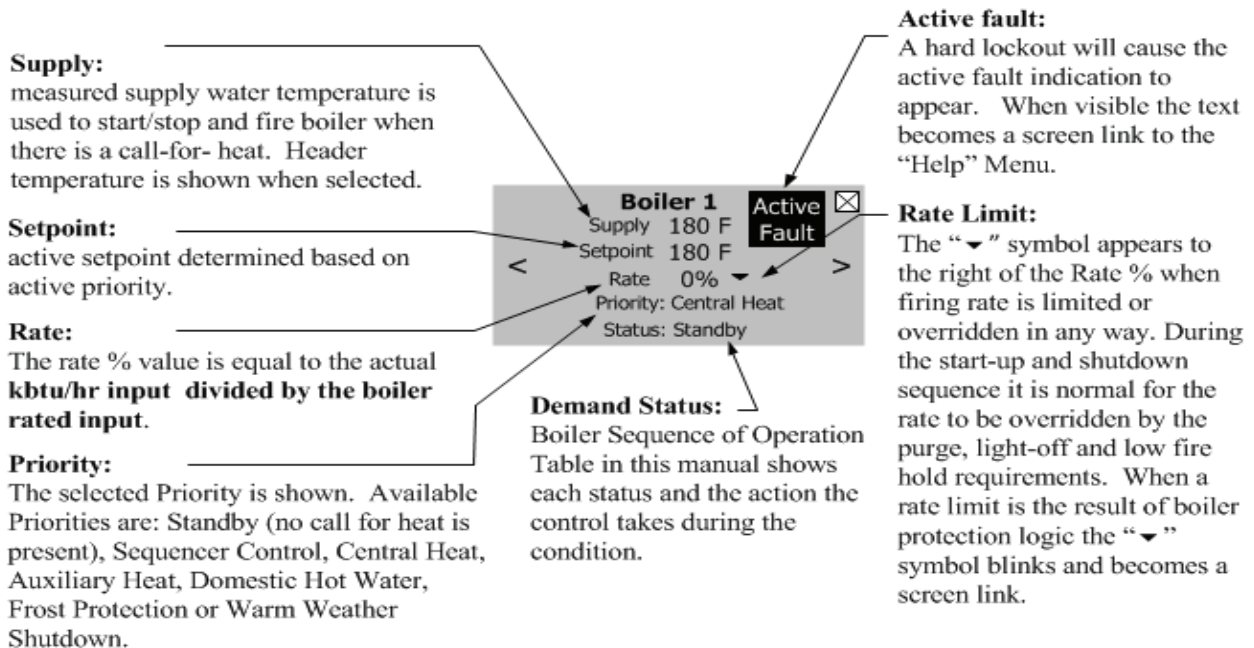 Supply:
measured supply water temperature is
used to start/stop and fire boiler when
there is a call-for- heat. Header
temperature is shown when selected.
Setpoint:
active setpoint determined based on
active priority.
Rate:
The rate % value is equal to the actual
kbtu/hr input divided by the boiler
rated input.
Priority:
The selected Priority is shown. Available
Priorities are: Standby (no call for heat is
present), Sequencer Control, Central Heat,
Auxiliary Heat, Domestic Hot Water,
Frost Protection or Warm Weather
Shutdown.
Boiler 1
Supply 180 F
Setpoint 180 F
Rate 0% ▼
Priority: Central Heat
Status: Standby
Active
Fault
<
>
Demand Status:
Boiler Sequence of Operation
Table in this manual shows
each status and the action the
control takes during the
condition.
Active fault:
A hard lockout will cause the
active fault indication to
appear. When visible the text
becomes a screen link to the
“Help” Menu.
Rate Limit:
The “▼” symbol appears to
the right of the Rate % when
firing rate is limited or
overridden in any way. During
the start-up and shutdown
sequence it is normal for the
rate to be overridden by the
purge, light-off and low fire
hold requirements. When a
rate limit is the result of boiler
protection logic the “▼”
symbol blinks and becomes a
screen link.